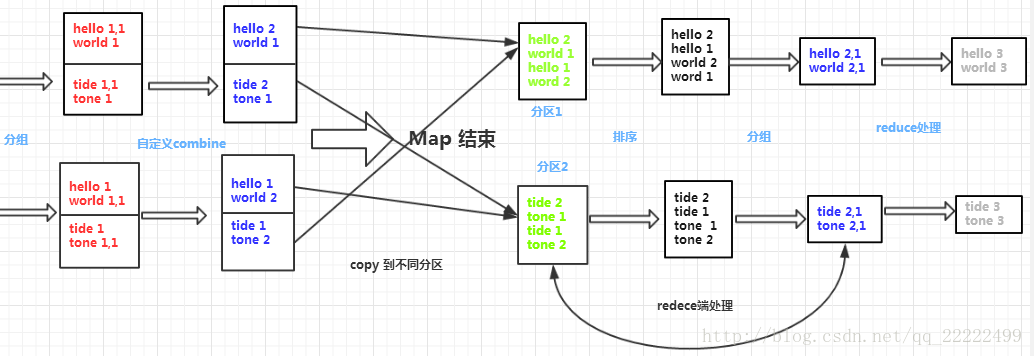 hello 1,1
world 1
tide 1,1
tone 1
hello 2
world 1
tide 2
tone 1
hello 2
world 1
hello 1
word 2
hello 2
hello 1
world 2
word 1
hello 2,1
world 2,1
hello 3
world 3
分组
自定义combine
Map 结束
分区1
排序
分组
reduce处理
分区2
hello 1
world 1,1
tide 1
tone 1,1
hello 1
world 2
tide 1
tone 2
tide 2
tone 1
tide 1
tone 2
tide 2
tide 1
tone 1
tone 2
tide 2,1
tone 2,1
tide 3
tone 3
copy 到不同分区
redece端处理
http://blog.csdn.net/qq_22222499